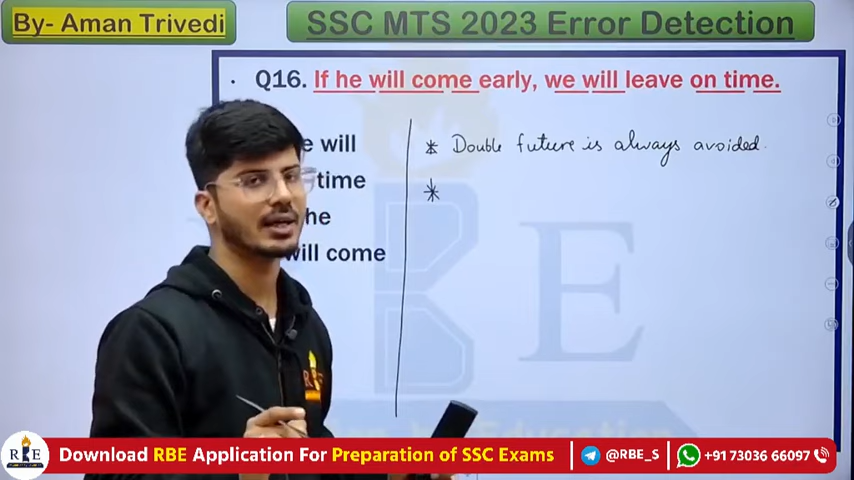 By- Aman Trivedi
SSC MTS 2023 Error Detection
· Q16. If he will come early, we will leave on time.
will
* Double future is always avoided.
time
*
he
will come
RBE
E
Download RBE Application For Preparation of SSC Exams
@RBE_S
+91 73036 66097